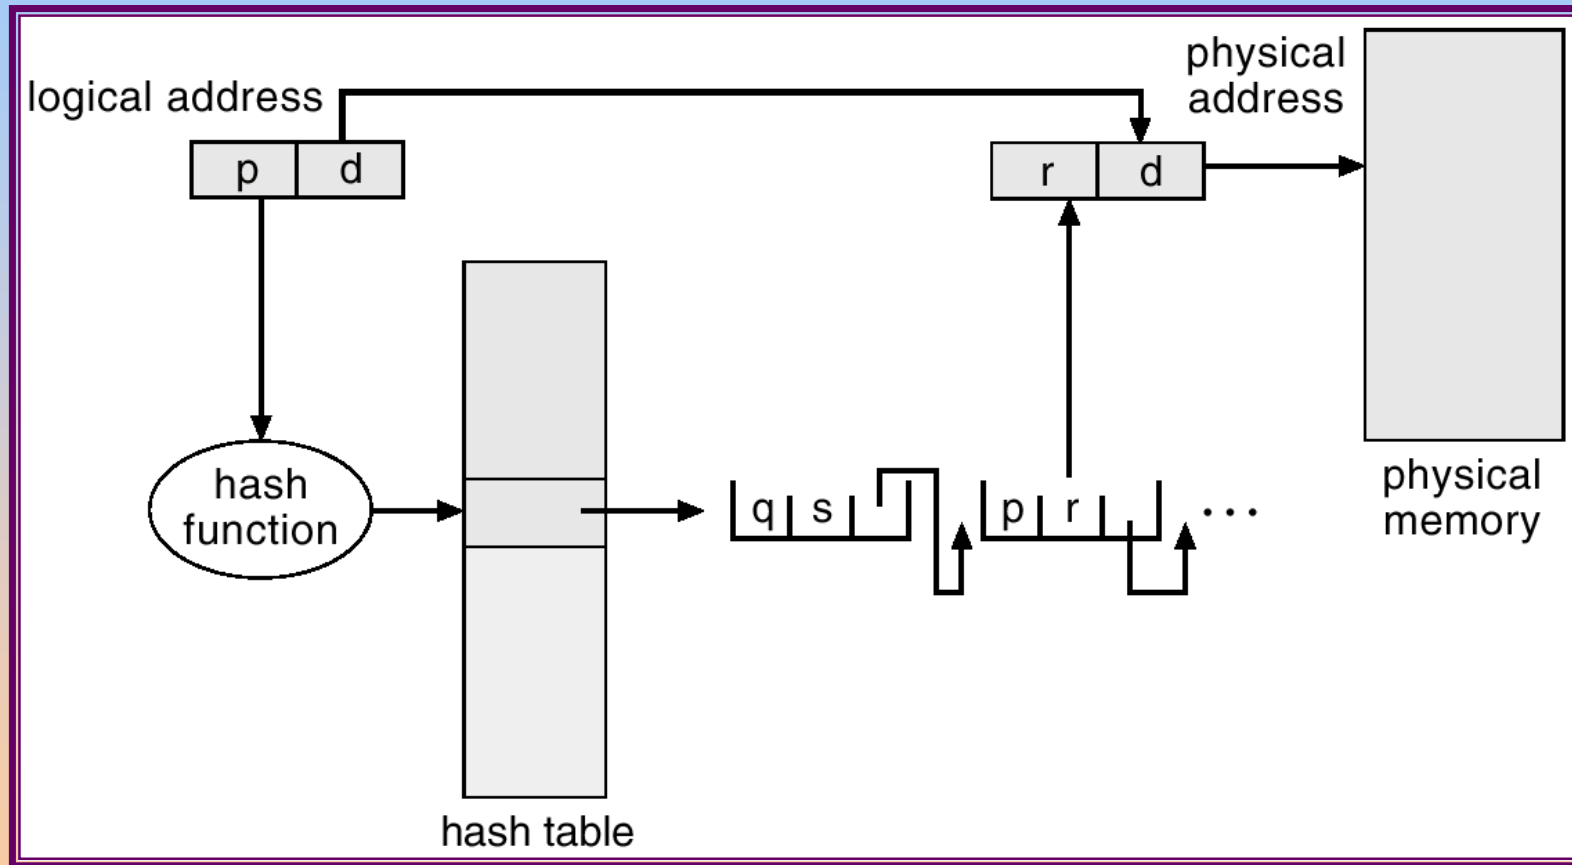 logical address
physical
address
p d
r d
hash
function
q s
p r
...
physical
memory
hash table